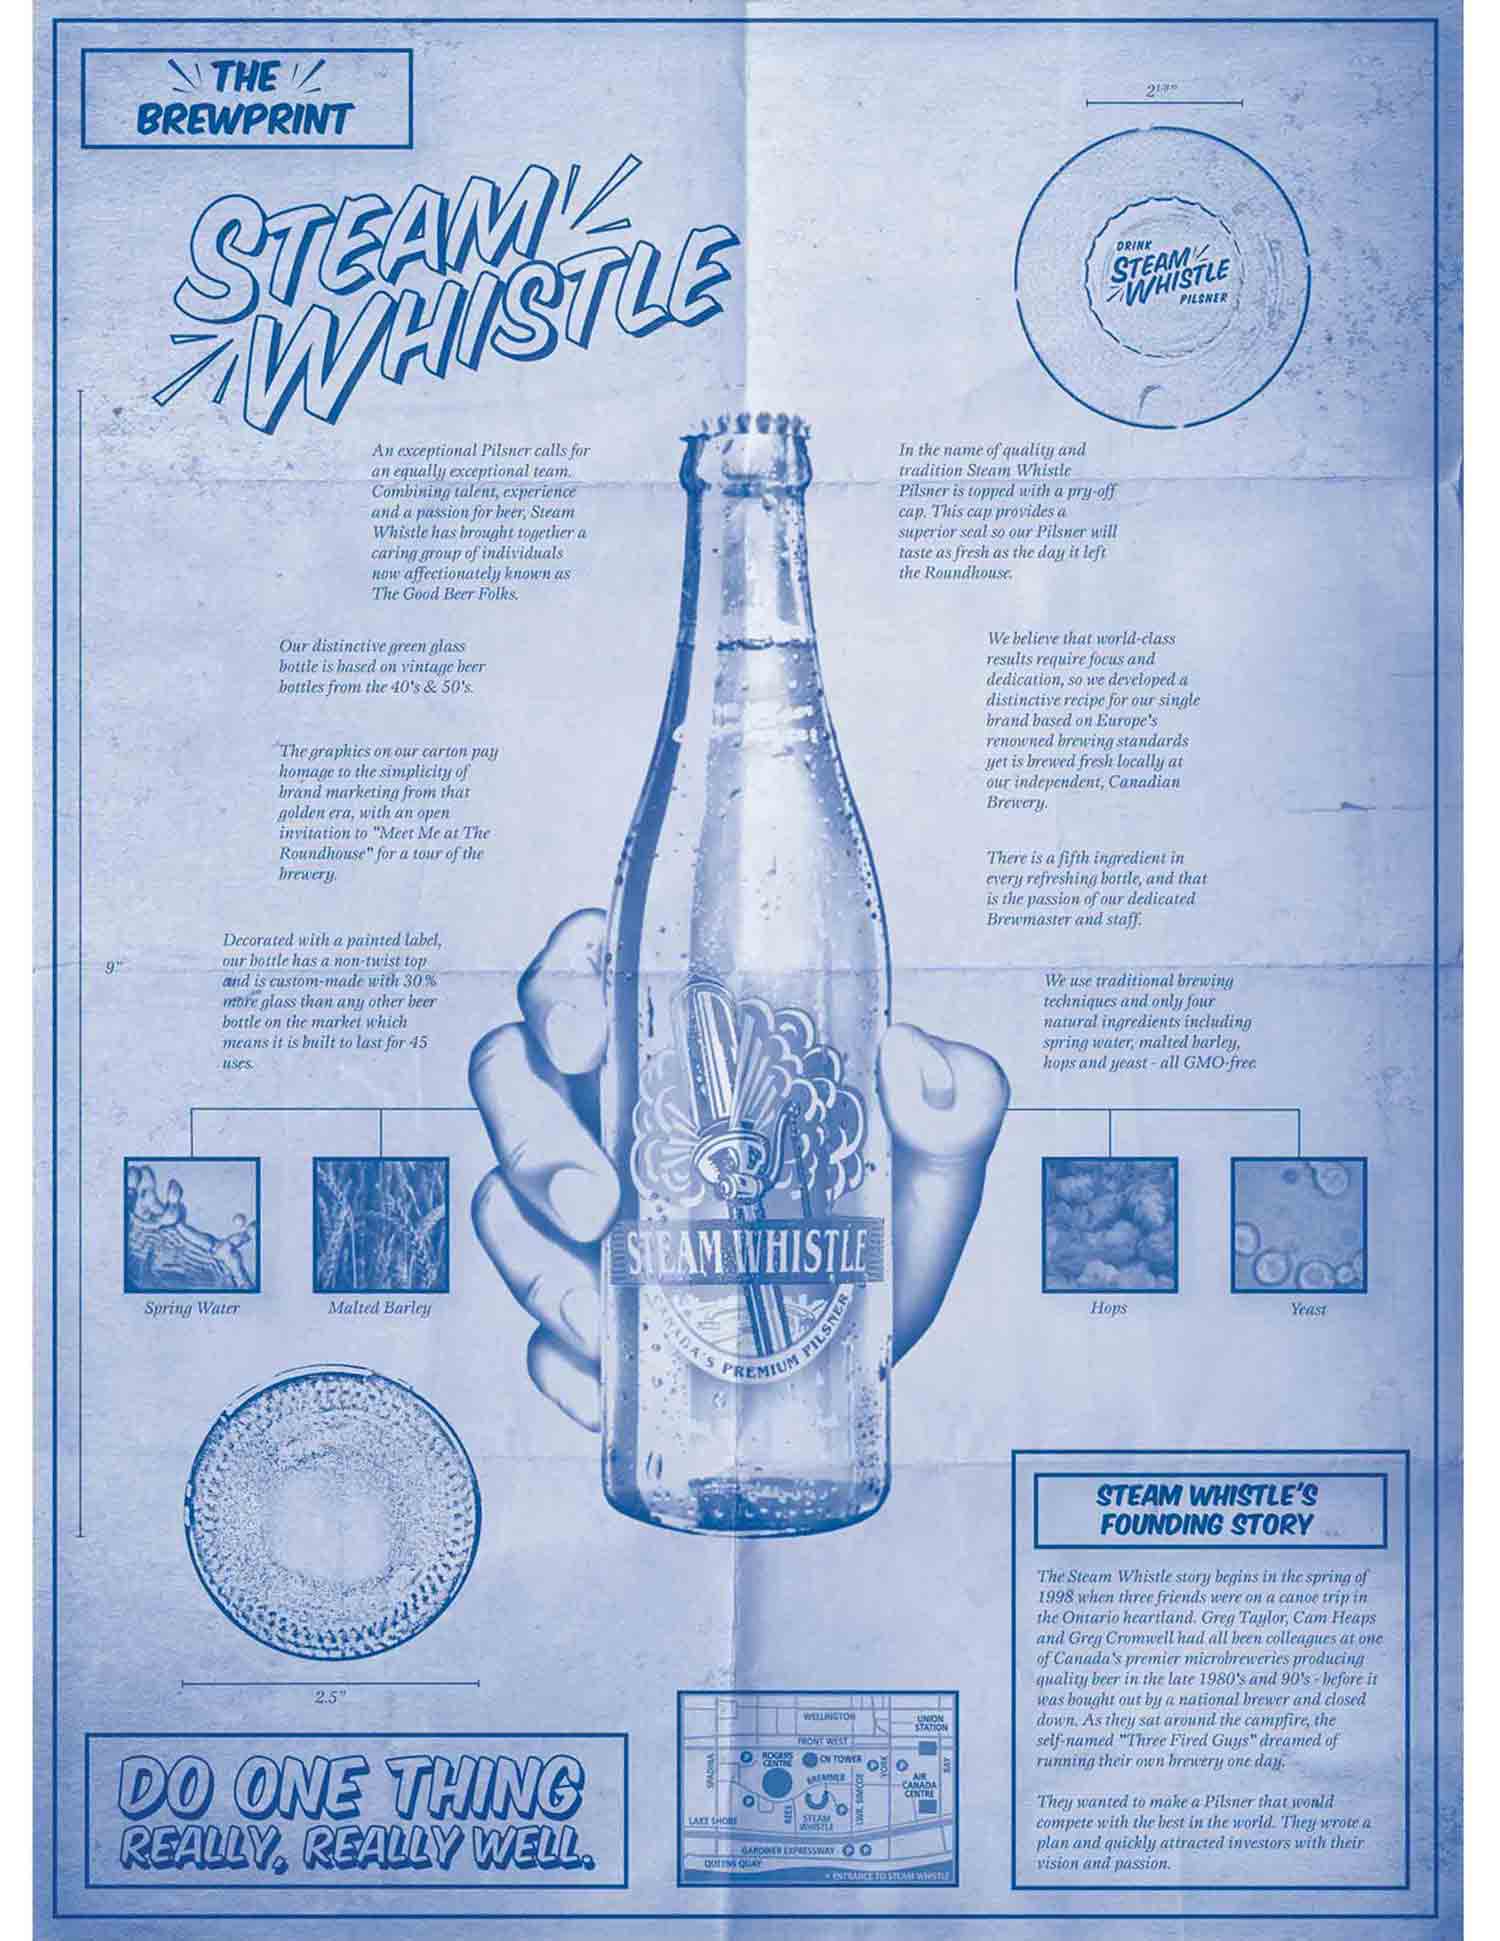 THE
BREWPRINT
STEAM
WHISTLE
DRINK
STEAM
WHISTLE
PILSNER
An exceptional Pilsner calls for
an equally exceptional team.
Combining talent, experience
and a passion for beer, Steam
Whistle has brought together a
caring group of individuals
now affectionately known as
The Good Beer Folks.
In the name of quality and
tradition Steam Whistle
Pilsner is topped with a pry-off
cap. This cap provides a
superior seal so our Pilsner will
taste as fresh as the day it left
the Roundhouse.
Our distinctive green glass
bottle is based on vintage beer
bottles from the 40's & 50's.
We believe that world-class
results require focus and
dedication, so we developed a
distinctive recipe for our single
brand based on Europe's
renowned brewing standards
yet is brewed fresh locally at
our independent, Canadian
Brewery.
The graphics on our carton pay
homage to the simplicity of
brand marketing from that
golden era, with an open
invitation to "Meet Me at The
Roundhouse" for a tour of the
brewery.
There is a fifth ingredient in
every refreshing bottle, and that
is the passion of our dedicated
Brewmaster and staff.
9"
Decorated with a painted label,
our bottle has a non-twist top
and is custom-made with 30%
more glass than any other beer
bottle on the market which
means it is built to last for 45
uses.
We use traditional brewing
techniques and only four
natural ingredients including
spring water, malted barley,
hops and yeast - all GMO-free
STEAM WHISTLE
CANADA'S PREMIUM PILSNER
Spring Water
Malted Barley
Hops
Yeast
2.5"
DO ONE THING
REALLY, REALLY WELL.
WELLINGTON
UNION
STATION
FRONT WEST
SPADINA
ROGERS
CENTRE
CN TOWER
YORK
BAY
BREMNER
AIR
CANADA
CENTRE
REES
LWR. SIMCOE
LAKE SHORE
STEAM
WHISTLE
GARDINER EXPRESSWAY
QUEENS QUAY
ENTRANCE TO STEAM WHISTLE
STEAM WHISTLE'S
FOUNDING STORY
The Steam Whistle story begins in the spring of
1998 when three friends were on a canoe trip in
the Ontario heartland. Greg Taylor, Cam Heaps
and Greg Cromwell had all been colleagues at one
of Canada's premier microbreweries producing
quality beer in the late 1980's and 90's - before it
was bought out by a national brewer and closed
down. As they sat around the campfire, the
self-named "Three Fired Guys" dreamed of
running their own brewery one day.
They wanted to make a Pilsner that would
compete with the best in the world. They wrote a
plan and quickly attracted investors with their
vision and passion.